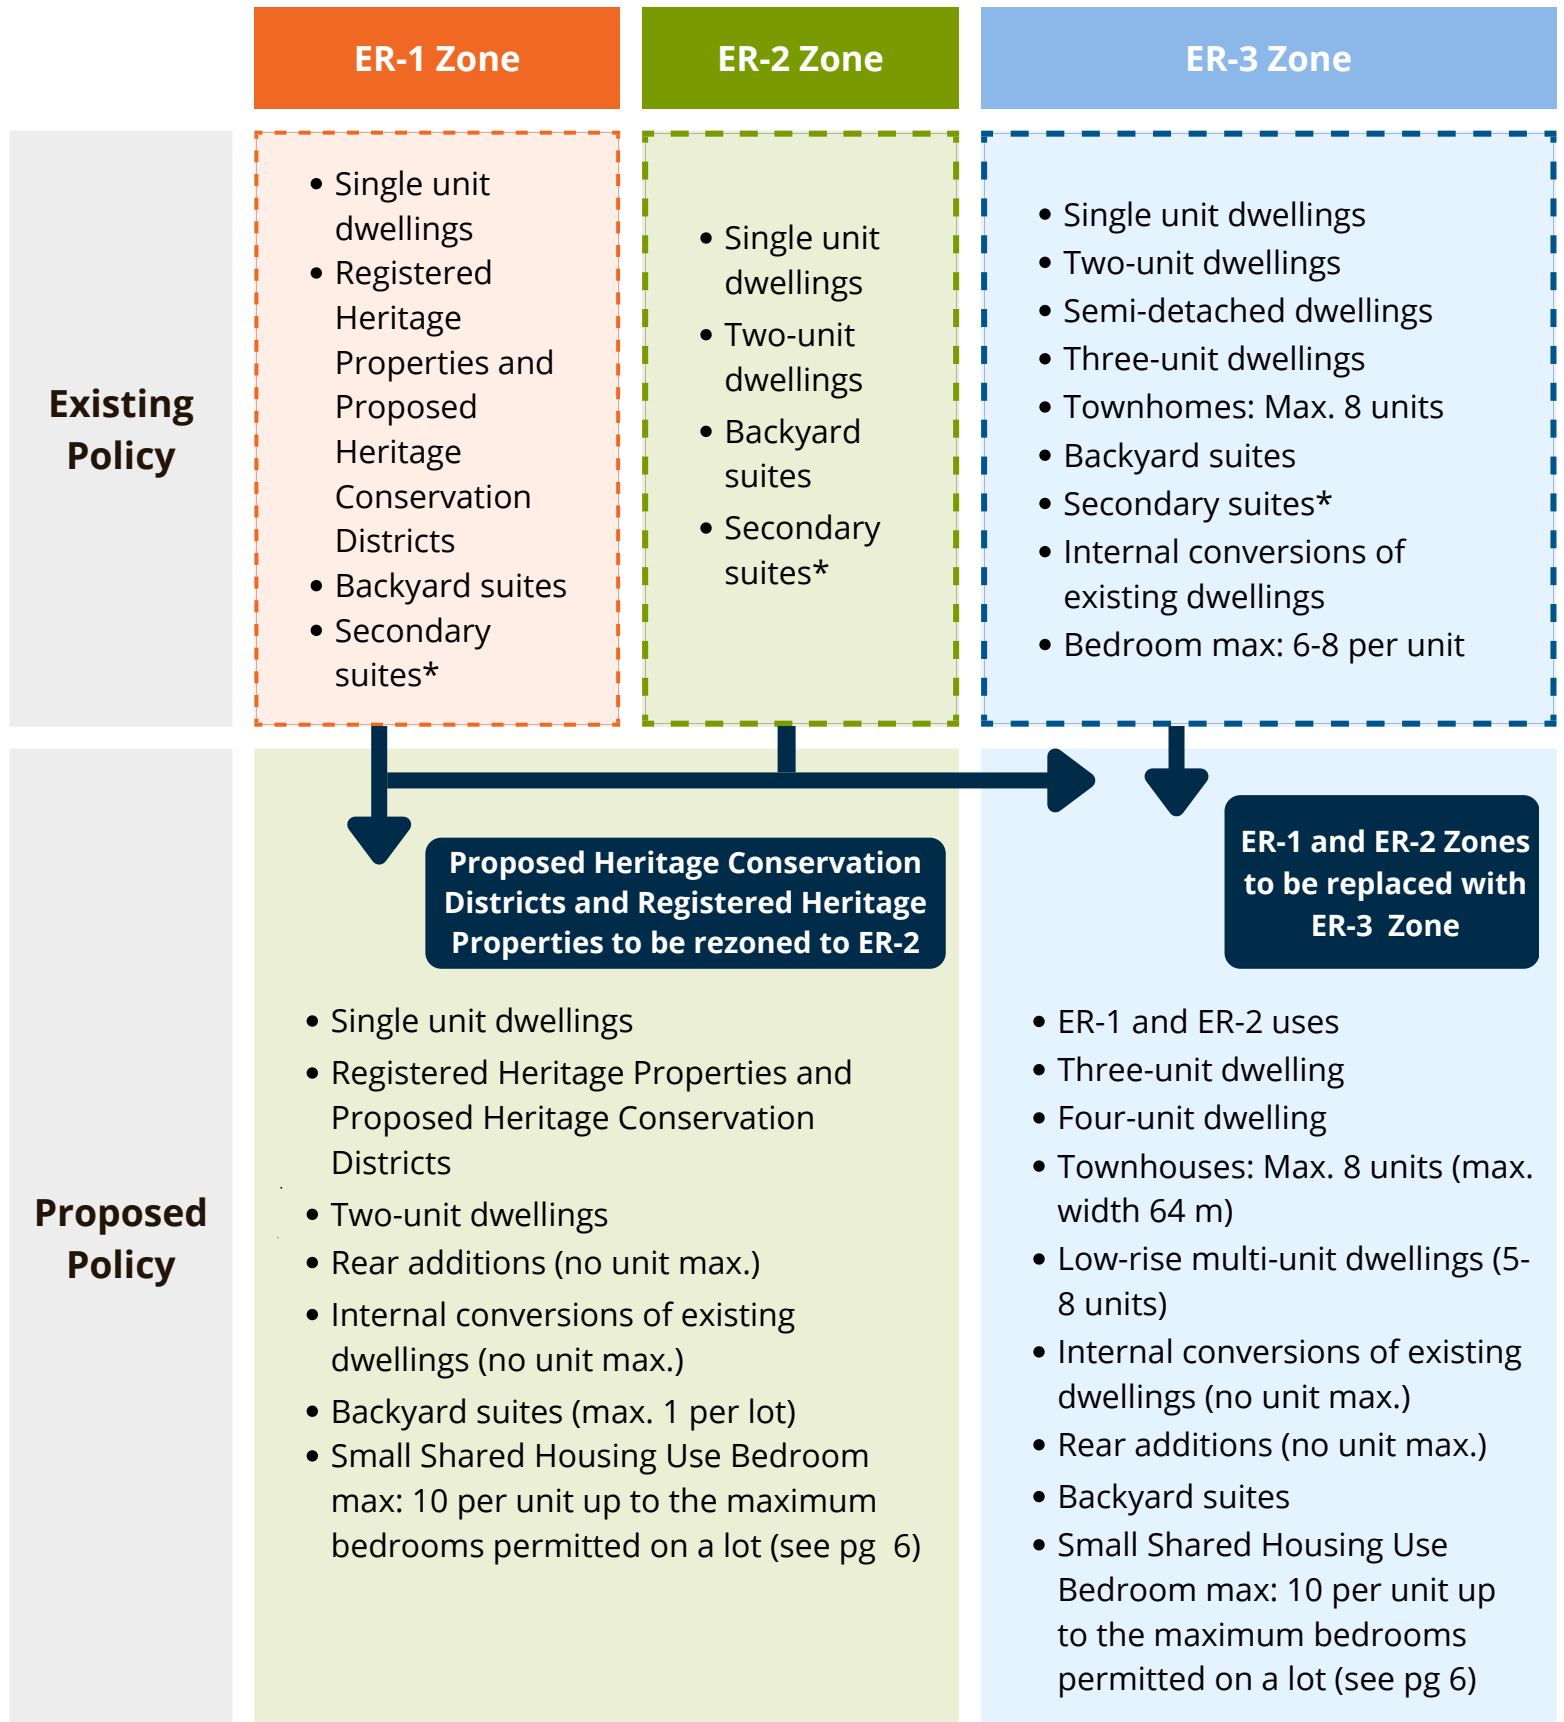 ER-1 Zone
ER-2 Zone
ER-3 Zone
Existing
Policy
• Single unit
dwellings
• Registered
Heritage
Properties and
Proposed
Heritage
Conservation
Districts
• Backyard suites
• Secondary
suites*
• Single unit
dwellings
• Two-unit
dwellings
• Backyard
suites
• Secondary
suites*
• Single unit dwellings
• Two-unit dwellings
• Semi-detached dwellings
• Three-unit dwellings
• Townhomes: Max. 8 units
• Backyard suites
• Secondary suites*
• Internal conversions of
existing dwellings
• Bedroom max: 6-8 per unit
Proposed
Policy
Proposed Heritage Conservation
Districts and Registered Heritage
Properties to be rezoned to ER-2
• Single unit dwellings
• Registered Heritage Properties and
Proposed Heritage Conservation
Districts
• Two-unit dwellings
• Rear additions (no unit max.)
• Internal conversions of existing
dwellings (no unit max.)
• Backyard suites (max. 1 per lot)
• Small Shared Housing Use Bedroom
max: 10 per unit up to the maximum
bedrooms permitted on a lot (see pg  6)
ER-1 and ER-2 Zones
to be replaced with
ER-3  Zone
• ER-1 and ER-2 uses
• Three-unit dwelling
• Four-unit dwelling
• Townhouses: Max. 8 units (max.
width 64 m)
• Low-rise multi-unit dwellings (5-
8 units)
• Internal conversions of existing
dwellings (no unit max.)
• Rear additions (no unit max.)
• Backyard suites
• Small Shared Housing Use
Bedroom max: 10 per unit up
to the maximum bedrooms
permitted on a lot (see pg 6)